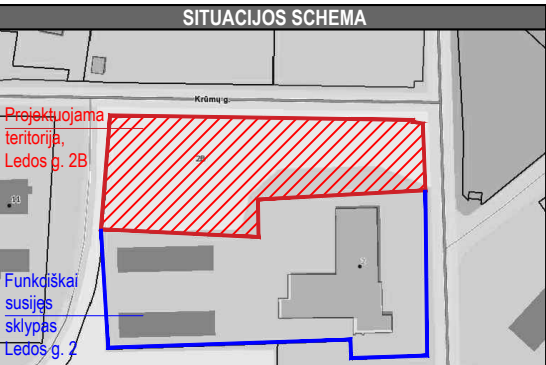 SITUACIJOS SCHEMA
Krūmų g.
Projektuojama
teritorija,
Ledos g. 2B
2B
11
2
Funkciškai
susijęs
sklypas
Ledos g. 2